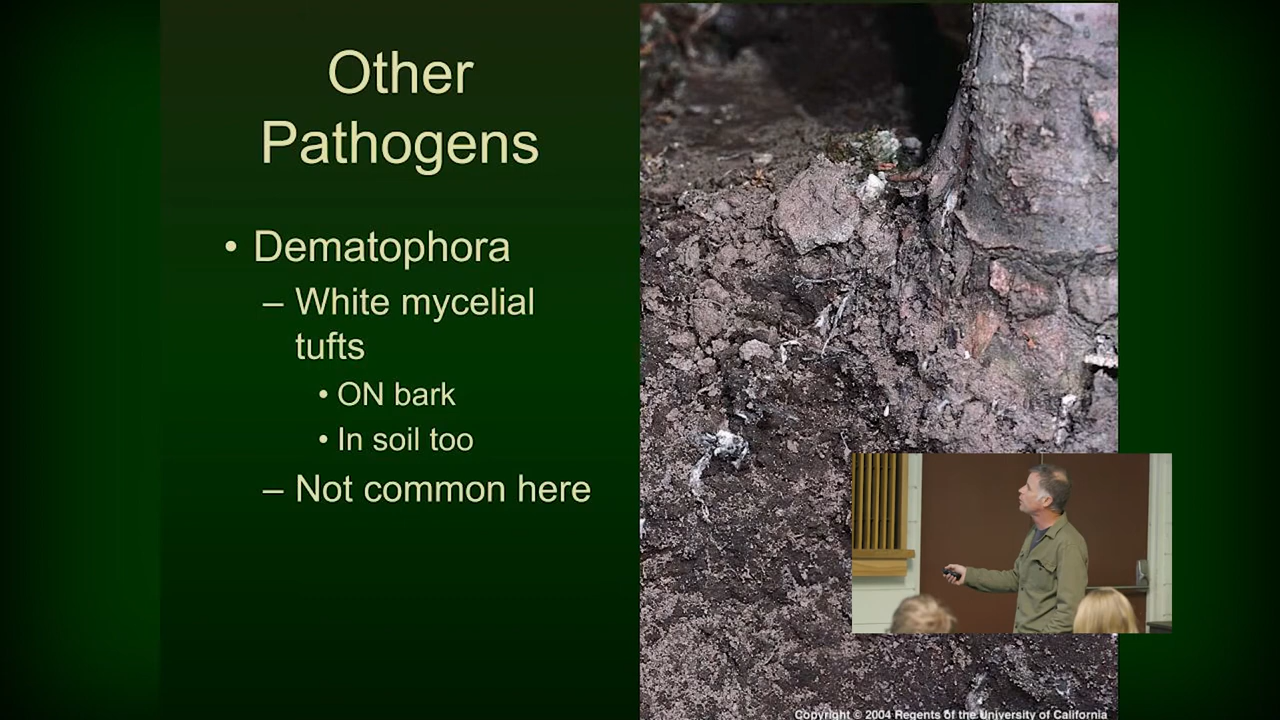 Other
Pathogens
• Dematophora
– White mycelial
tufts
• ON bark
• In soil too
– Not common here
Copyright © 2004 Regents of the University of California